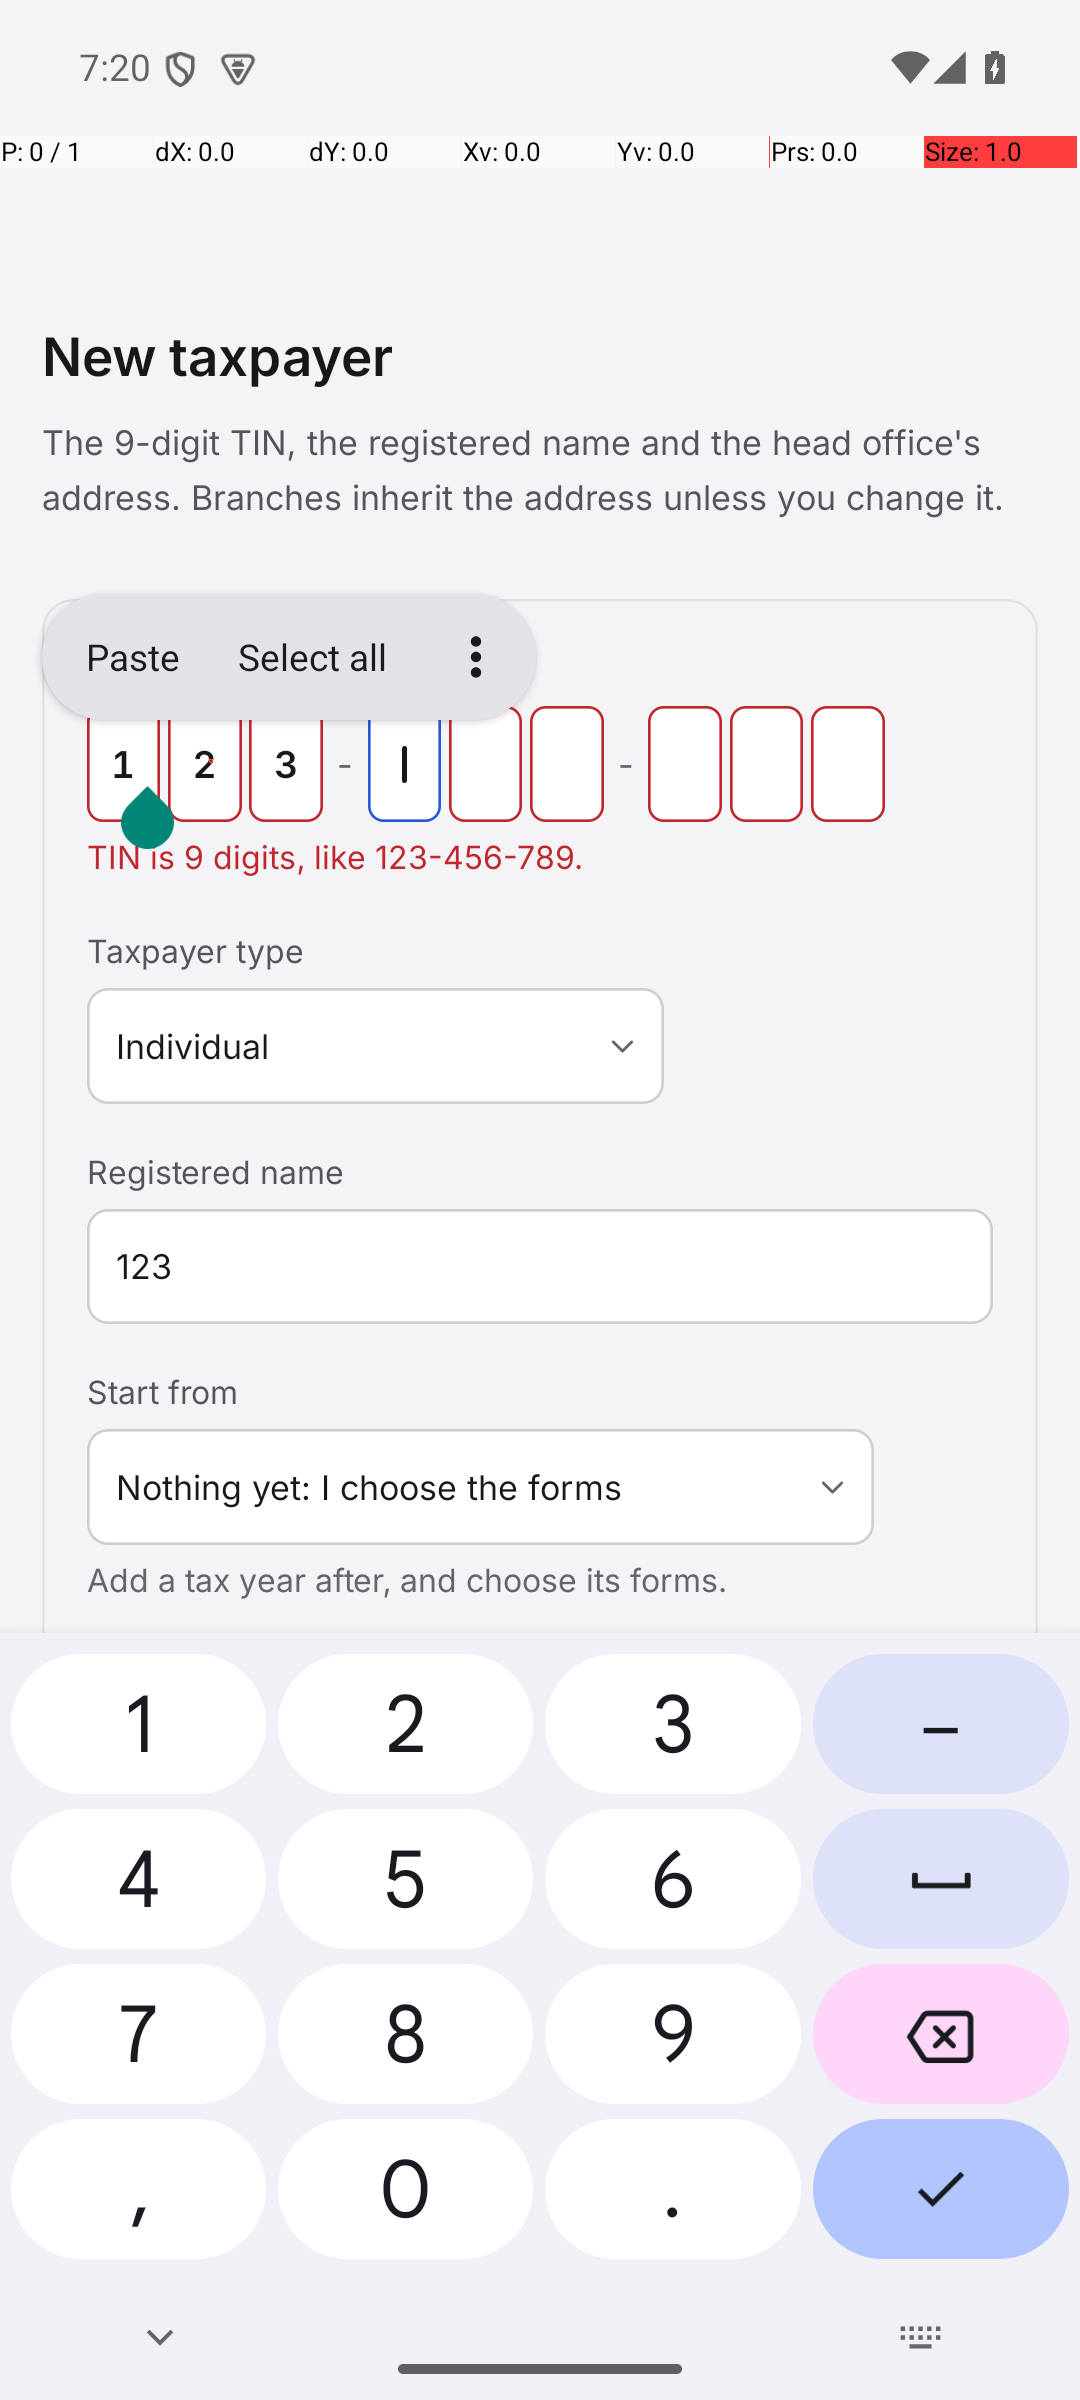 7:20
P: 0 / 1 dX: 0.0 dY: 0.0 Xv: 0.0 Yv: 0.0 Prs: 0.0 Size: 1.0
New taxpayer
The 9-digit TIN, the registered name and the head office's
address. Branches inherit the address unless you change it.
Paste Select all
1 2 3 - -
TIN is 9 digits, like 123-456-789.
Taxpayer type
Individual
Registered name
123
Start from
Nothing yet: I choose the forms
Add a tax year after, and choose its forms.
1 2 3 –
4 5 6
7 8 9
, 0 .